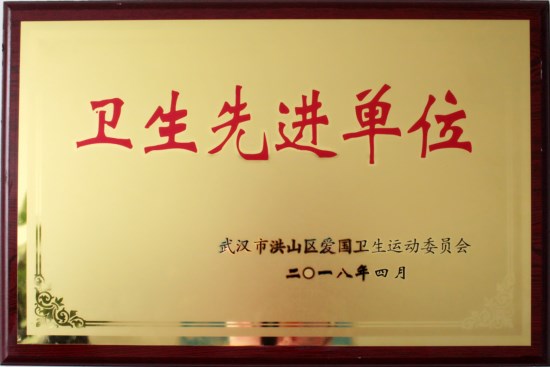 卫生先进单位
武汉市洪山区爱国卫生运动委员会
二〇一八年四月